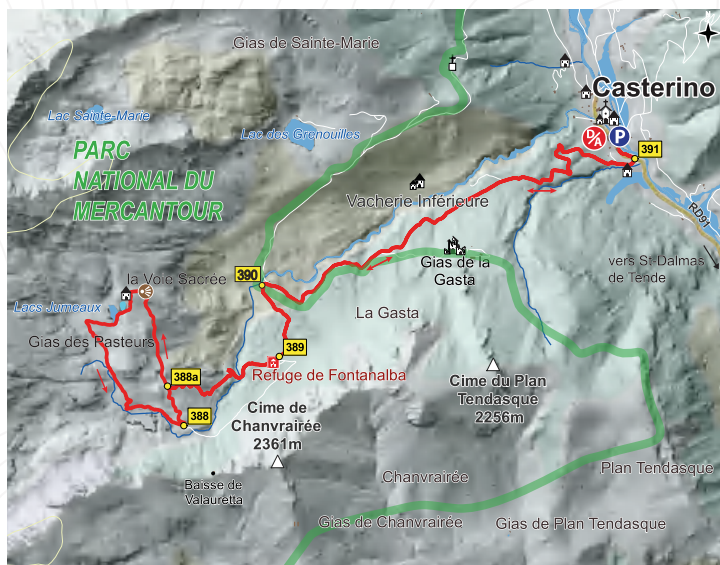 Gias de Sainte-Marie
Casterino
Lac Sainte-Marie
Lac des Grenouilles
D/A
P
391
PARC
NATIONAL DU
MERCANTOUR
Vacherie Inférieure
RD91
Gias de la
Gasta
vers St-Dalmas
de Tende
la Voie Sacrée
390
Lacs Jumeaux
La Gasta
Gias des Pasteurs
389
388a
Refuge de Fontanalba
Cime du Plan
Tendasque
2256m
388
Cime de
Chanvrairée
2361m
Baisse de
Valauretta
Chanvrairée
Plan Tendasque
Gias de Chanvrairée
Gias de Plan Tendasque